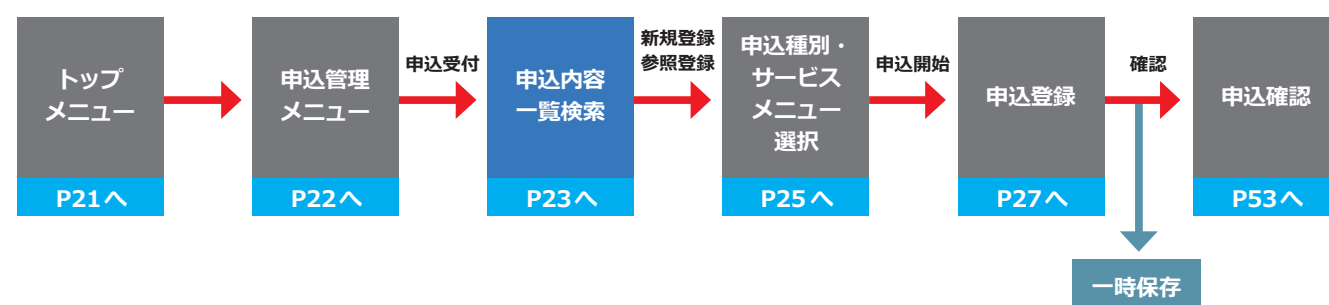 トップ
メニュー
P21へ
申込管理
メニュー
P22へ
申込受付
申込内容
一覧検索
P23へ
新規登録
参照登録
申込種別・
サービス
メニュー
選択
P25へ
申込開始
申込登録
P27へ
確認
申込確認
P53へ
一時保存